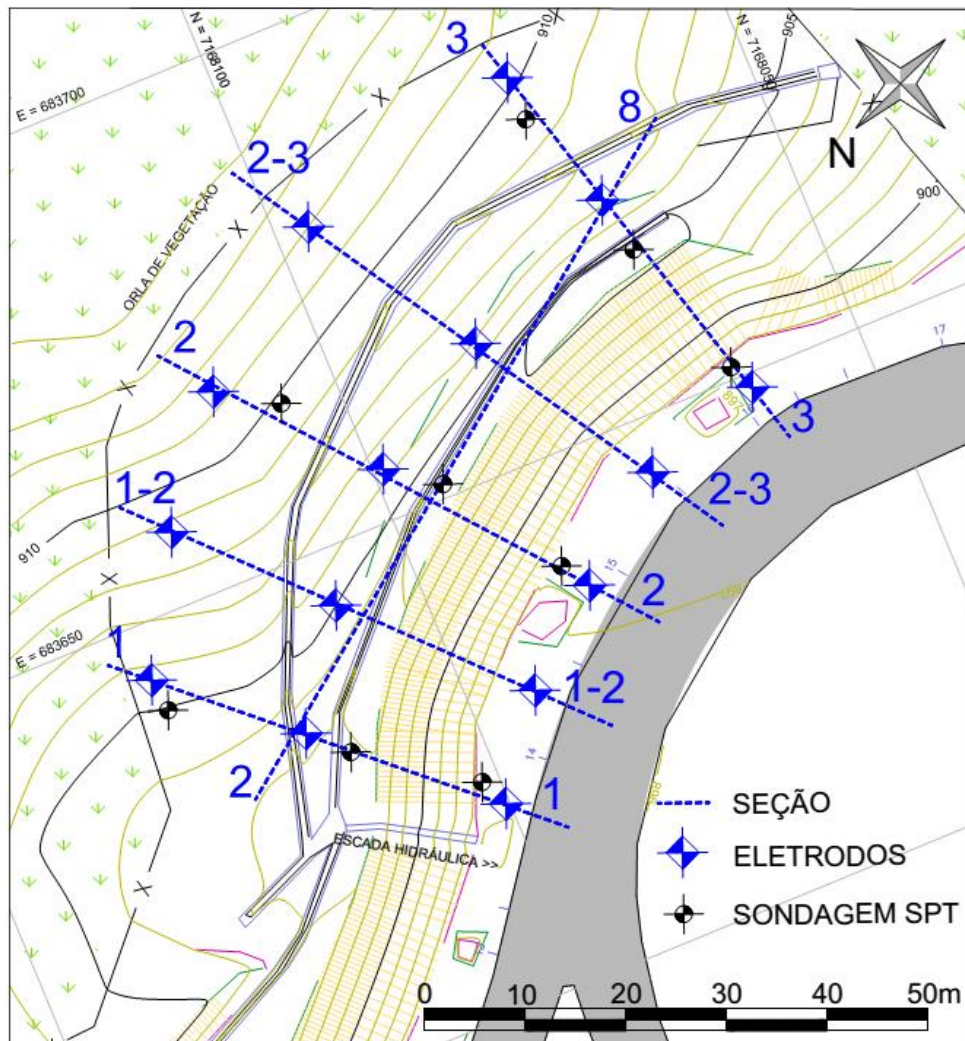 N = 7168100
910
3
N = 7168050
905
E = 683700
8
N
2-3
ORLA DE VEGETAÇÃO
900
2
17
897
3
1-2
2-3
910
15
2
E = 683650
1
1-2
14
2
1
ESCADA HIDRÁULICA >>
SEÇÃO
ELETRODOS
SONDAGEM SPT
0 10 20 30 40 50m